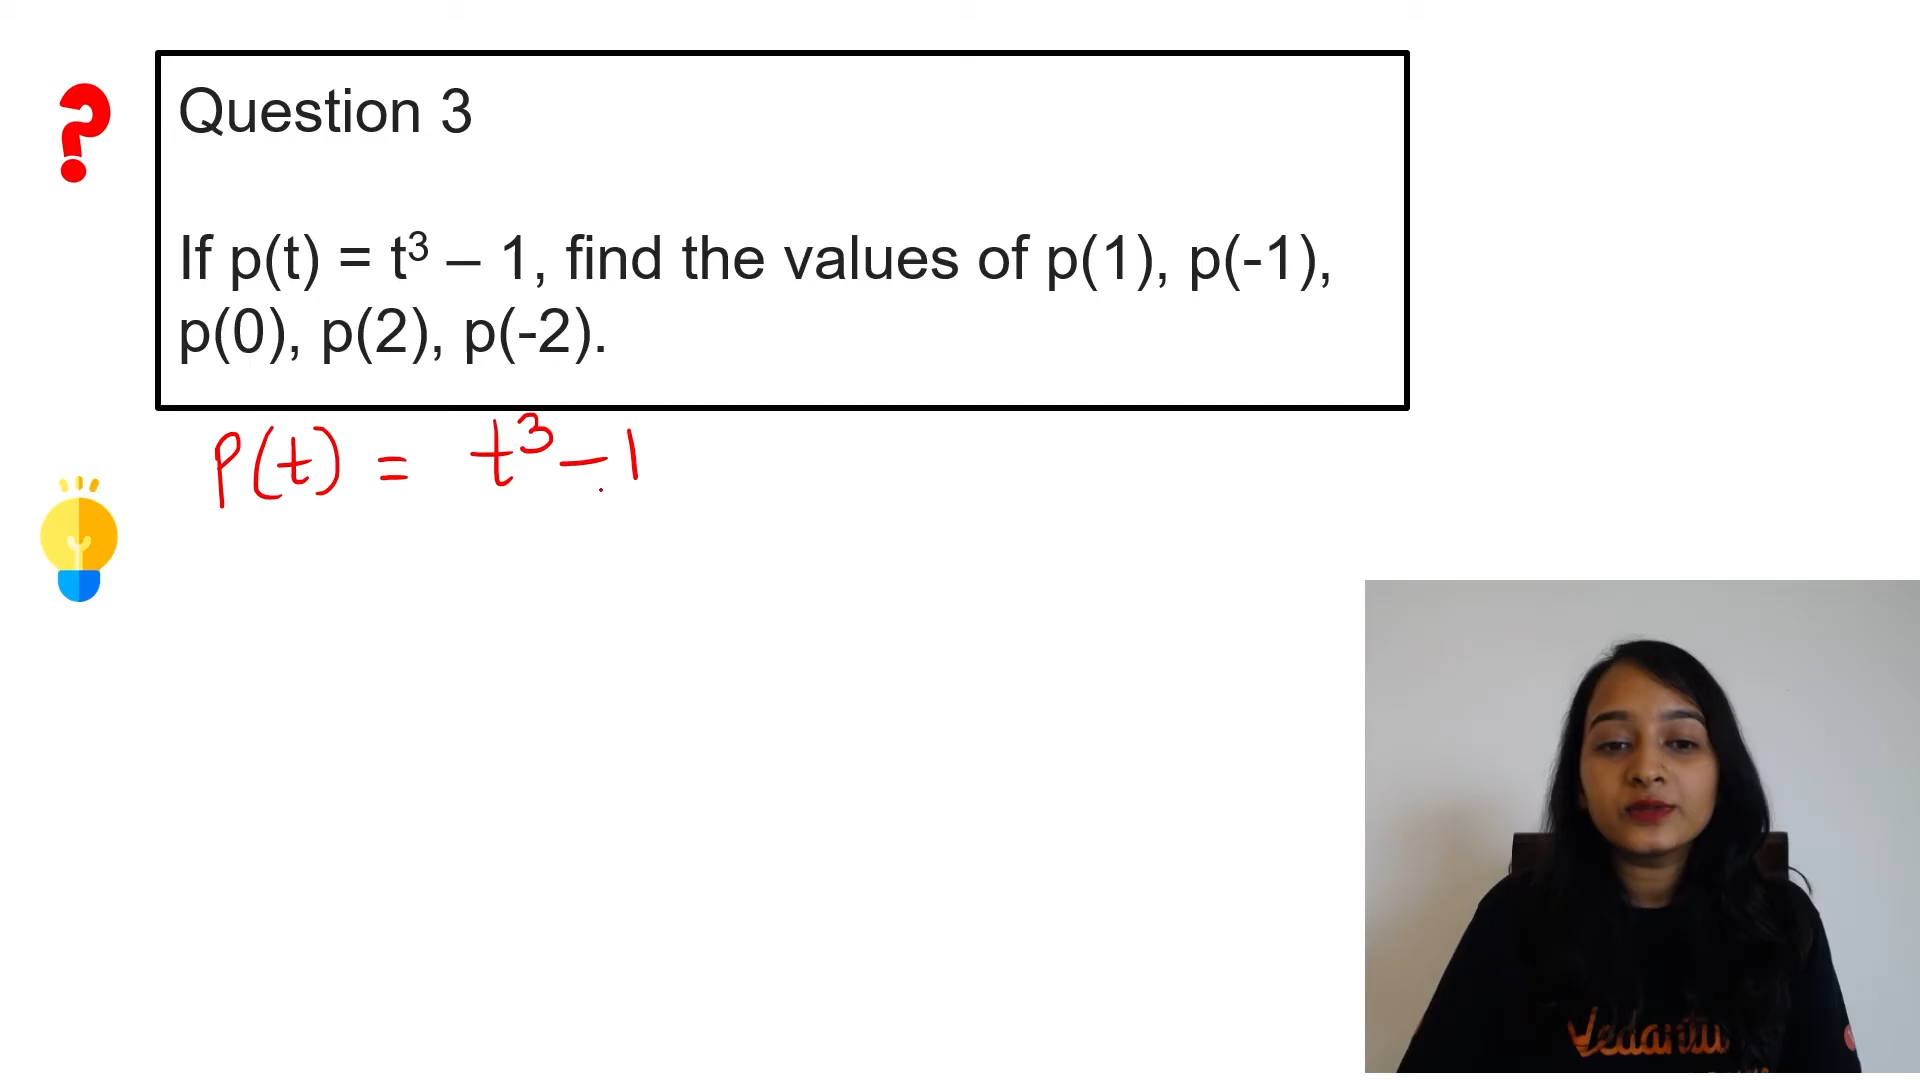 Question 3
If p(t) = t³ – 1, find the values of p(1), p(-1),
p(0), p(2), p(-2).
P(t) = t³ – 1
Vedantu